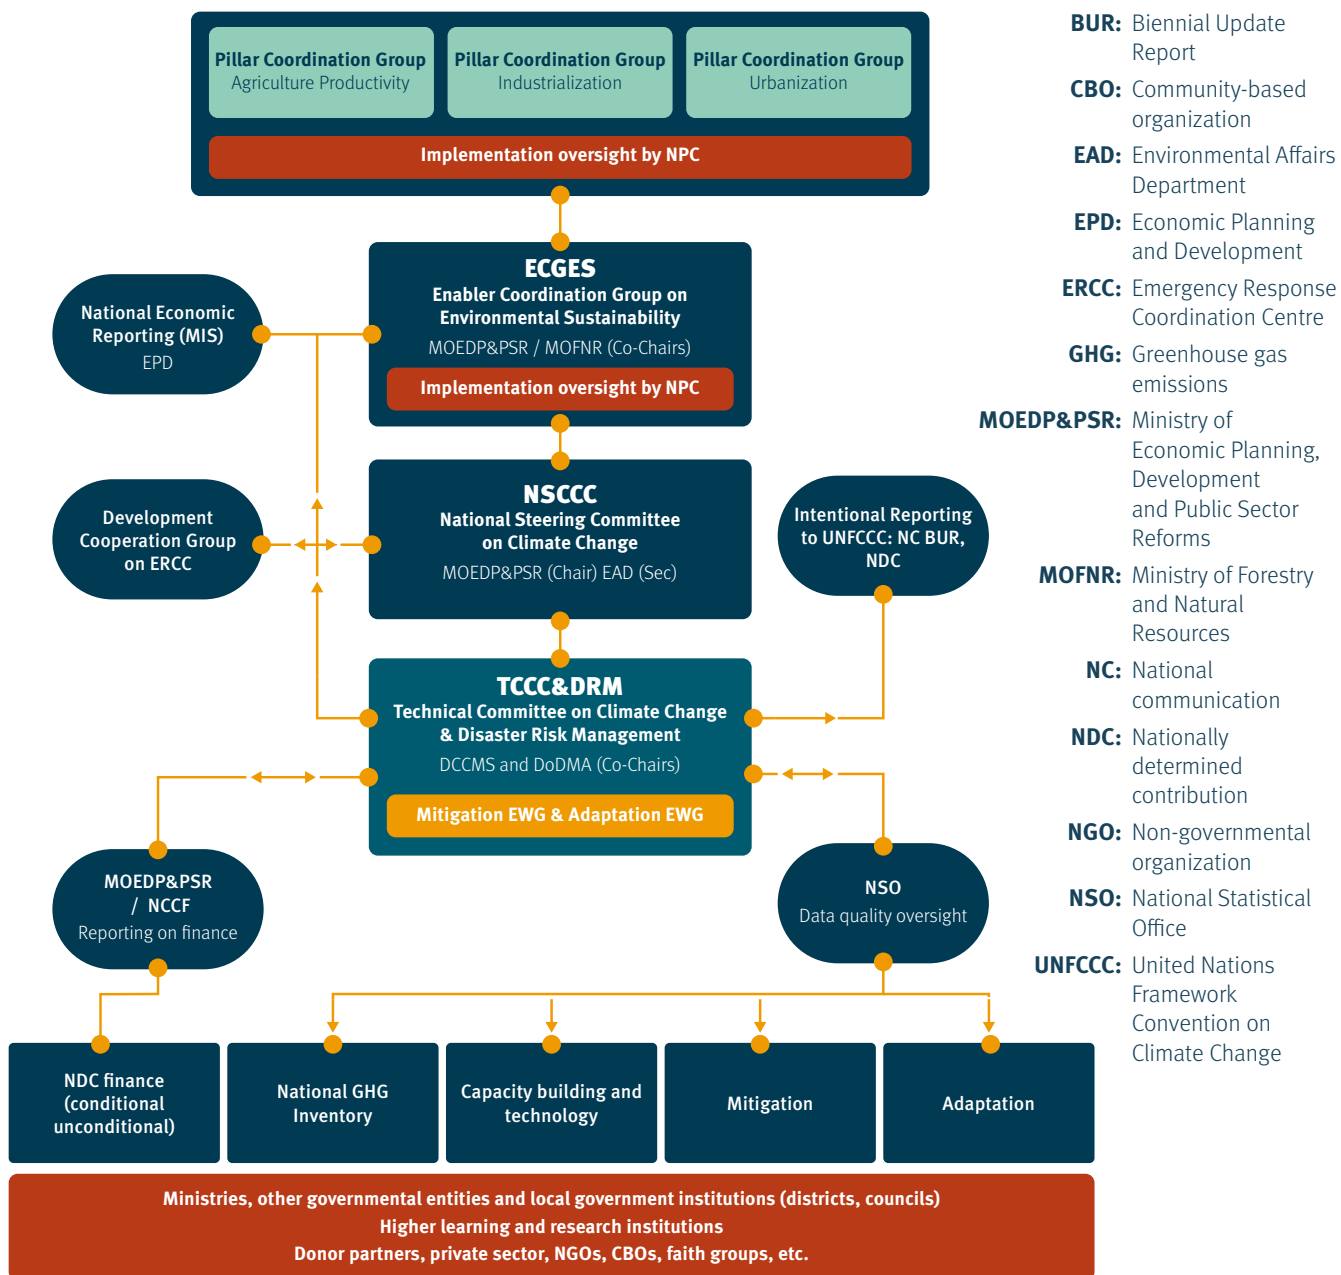 Pillar Coordination Group
Agriculture Productivity
Pillar Coordination Group
Industrialization
Pillar Coordination Group
Urbanization
Implementation oversight by NPC
ECGES
Enabler Coordination Group on
Environmental Sustainability
MOEDP&PSR / MOFNR (Co-Chairs)
Implementation oversight by NPC
National Economic
Reporting (MIS)
EPD
NSCCC
National Steering Committee
on Climate Change
MOEDP&PSR (Chair) EAD (Sec)
Development
Cooperation Group
on ERCC
Intentional Reporting
to UNFCCC: NC BUR,
NDC
TCCC&DRM
Technical Committee on Climate Change
& Disaster Risk Management
DCCMS and DoDMA (Co-Chairs)
Mitigation EWG & Adaptation EWG
MOEDP&PSR
/ NCCF
Reporting on finance
NSO
Data quality oversight
NDC finance
(conditional
unconditional)
National GHG
Inventory
Capacity building and
technology
Mitigation
Adaptation
Ministries, other governmental entities and local government institutions (districts, councils)
Higher learning and research institutions
Donor partners, private sector, NGOs, CBOs, faith groups, etc.
BUR: Biennial Update
Report
CBO: Community-based
organization
EAD: Environmental Affairs
Department
EPD: Economic Planning
and Development
ERCC: Emergency Response
Coordination Centre
GHG: Greenhouse gas
emissions
MOEDP&PSR: Ministry of
Economic Planning,
Development
and Public Sector
Reforms
MOFNR: Ministry of Forestry
and Natural
Resources
NC: National
communication
NDC: Nationally
determined
contribution
NGO: Non-governmental
organization
NSO: National Statistical
Office
UNFCCC: United Nations
Framework
Convention on
Climate Change